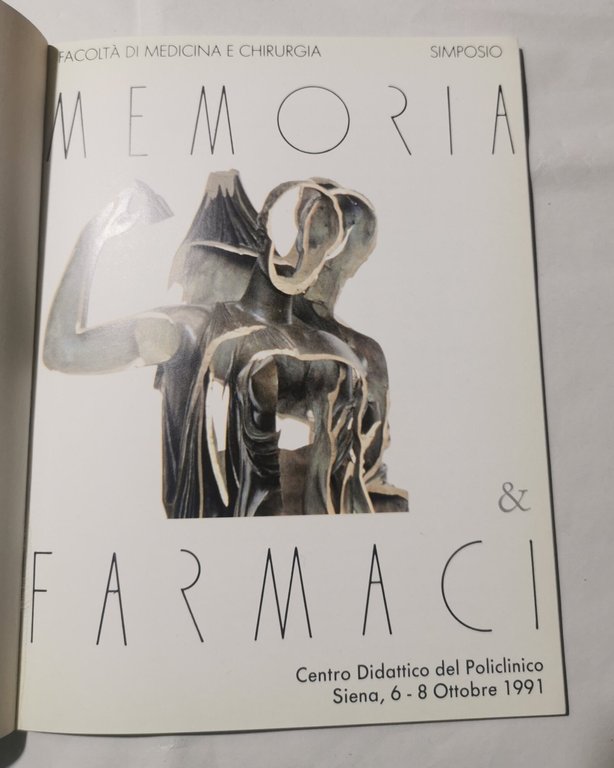 FACOLTÀ DI MEDICINA E CHIRURGIA SIMPOSIO
MEMORIA
&
FARMACI
Centro Didattico del Policlinico
Siena, 6 - 8 Ottobre 1991